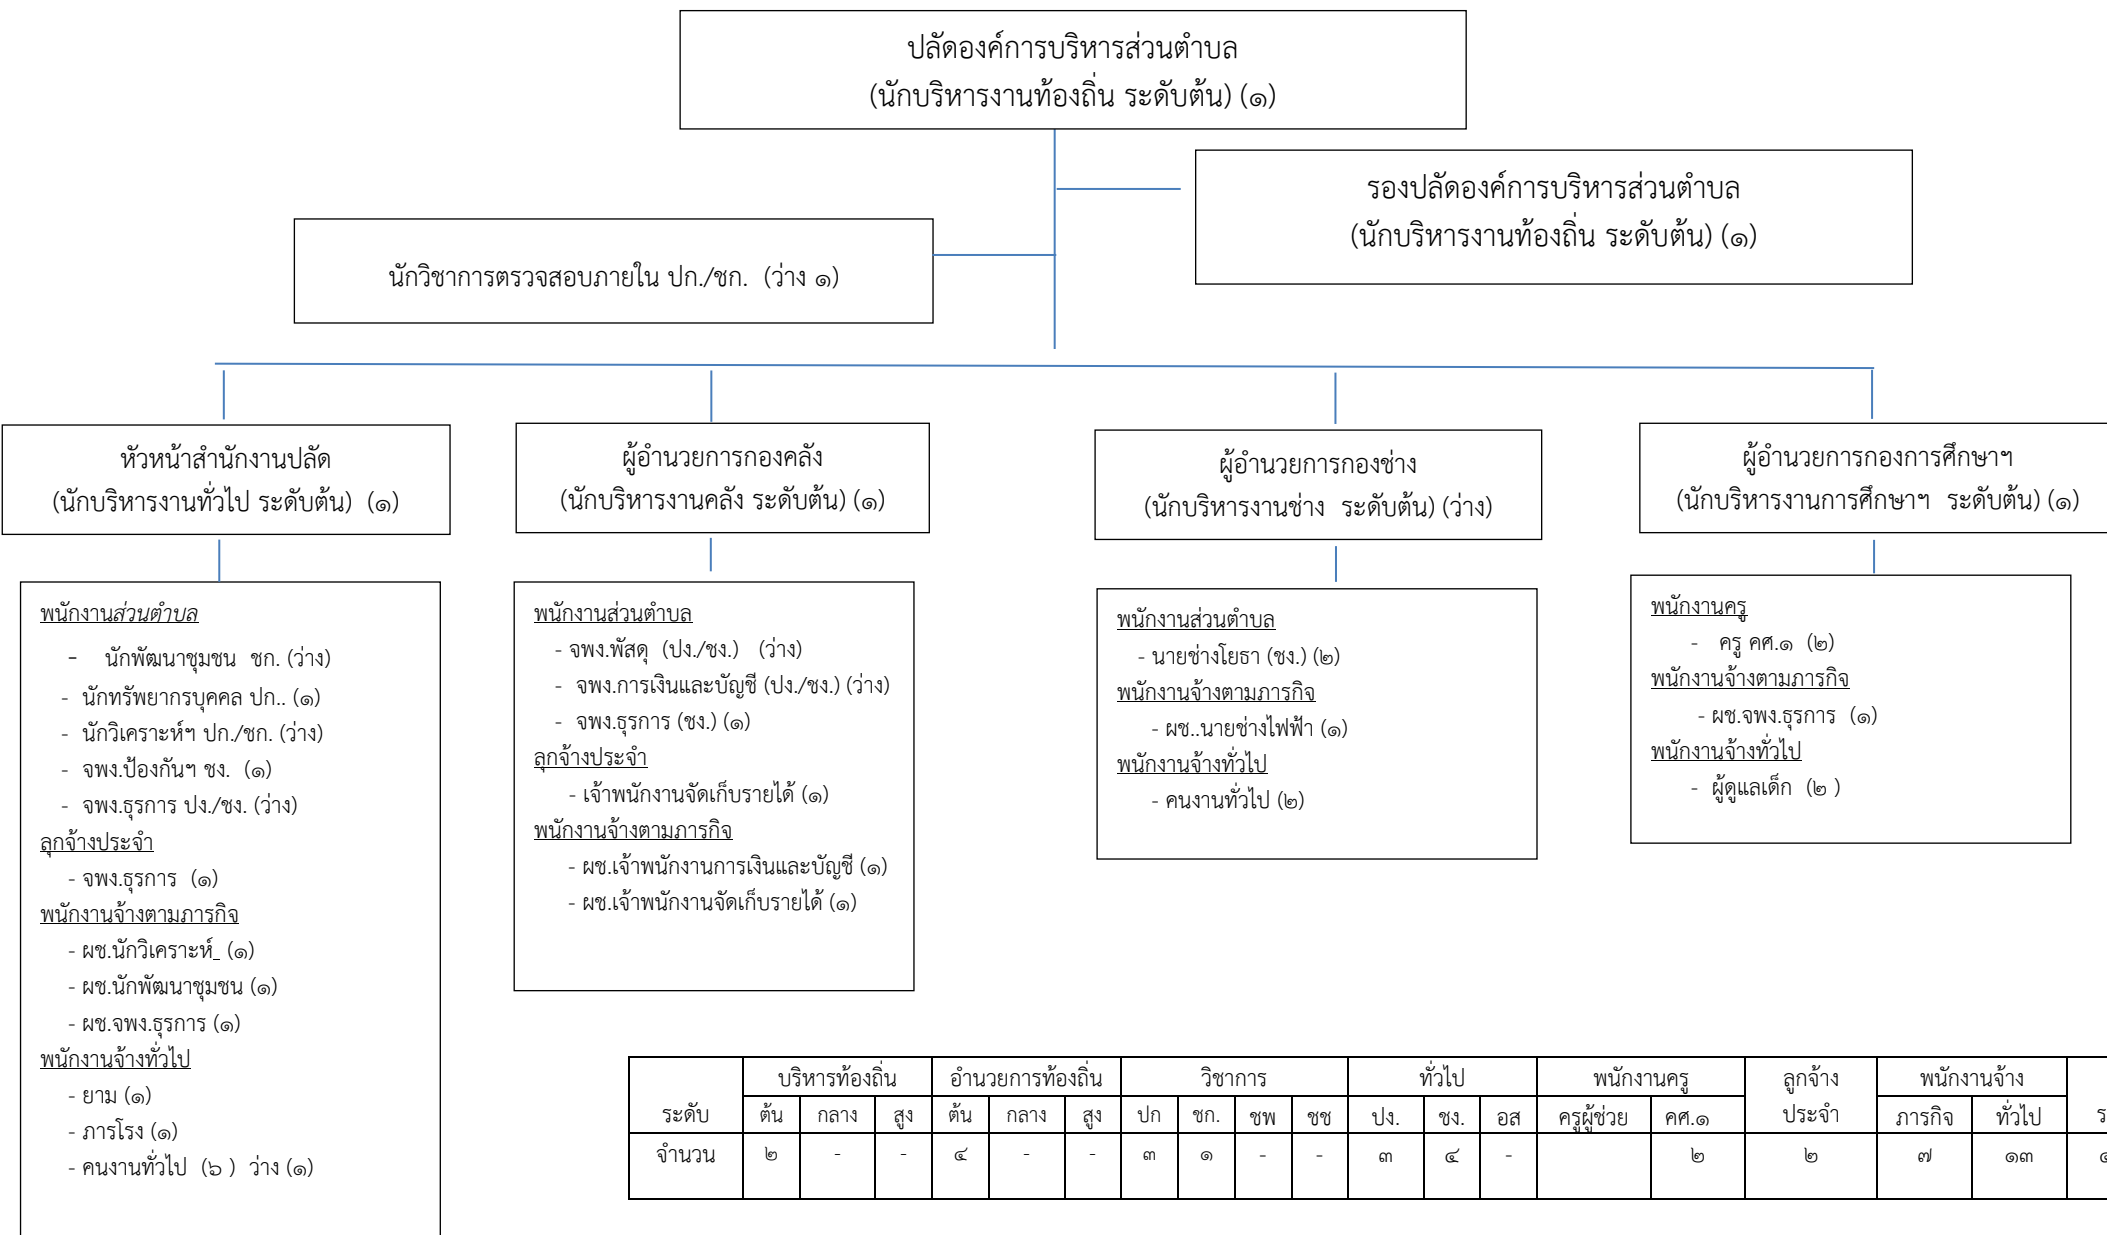 ปลัดองค์การบริหารส่วนตำบล
(นักบริหารงานท้องถิ่น ระดับต้น) (๑)
รองปลัดองค์การบริหารส่วนตำบล
(นักบริหารงานท้องถิ่น ระดับต้น) (๑)
นักวิชาการตรวจสอบภายใน ปก./ชก. (ว่าง ๑)
หัวหน้าสำนักงานปลัด
(นักบริหารงานทั่วไป ระดับต้น) (๑)
ผู้อำนวยการกองคลัง
(นักบริหารงานคลัง ระดับต้น) (๑)
ผู้อำนวยการกองช่าง
(นักบริหารงานช่าง ระดับต้น) (ว่าง)
ผู้อำนวยการกองการศึกษาฯ
(นักบริหารงานการศึกษาฯ ระดับต้น) (๑)
พนักงานส่วนตำบล
- นักพัฒนาชุมชน ชก. (ว่าง)
- นักทรัพยากรบุคคล ปก.. (๑)
- นักวิเคราะห์ฯ ปก./ชก. (ว่าง)
- จพง.ป้องกันฯ ชง. (๑)
- จพง.ธุรการ ปง./ชง. (ว่าง)
ลุกจ้างประจำ
- จพง.ธุรการ (๑)
พนักงานจ้างตามภารกิจ
- ผช.นักวิเคราะห์_ (๑)
- ผช.นักพัฒนาชุมชน (๑)
- ผช.จพง.ธุรการ (๑)
พนักงานจ้างทั่วไป
- ยาม (๑)
- ภารโรง (๑)
- คนงานทั่วไป (๖ ) ว่าง (๑)
พนักงานส่วนตำบล
- จพง.พัสดุ (ปง./ชง.) (ว่าง)
- จพง.การเงินและบัญชี (ปง./ชง.) (ว่าง)
- จพง.ธุรการ (ชง.) (๑)
ลุกจ้างประจำ
- เจ้าพนักงานจัดเก็บรายได้ (๑)
พนักงานจ้างตามภารกิจ
- ผช.เจ้าพนักงานการเงินและบัญชี (๑)
- ผช.เจ้าพนักงานจัดเก็บรายได้ (๑)
พนักงานส่วนตำบล
- นายช่างโยธา (ชง.) (๒)
พนักงานจ้างตามภารกิจ
- ผช..นายช่างไฟฟ้า (๑)
พนักงานจ้างทั่วไป
- คนงานทั่วไป (๒)
พนักงานครู
- ครู คศ.๑ (๒)
พนักงานจ้างตามภารกิจ
- ผช.จพง.ธุรการ (๑)
พนักงานจ้างทั่วไป
- ผู้ดูแลเด็ก (๒ )
บริหารท้องถิ่น อำนวยการท้องถิ่น วิชาการ ทั่วไป พนักงานครู ลูกจ้าง พนักงานจ้าง
ระดับ ต้น กลาง สูง ต้น กลาง สูง ปก ชก. ชพ ชช ปง. ชง. อส ครูผู้ช่วย คศ.๑ ประจำ ภารกิจ ทั่วไป
จำนวน ๒ - - ๔ - - ๓ ๑ - - ๓ ๔ - ๒ ๒ ๗ ๑๓